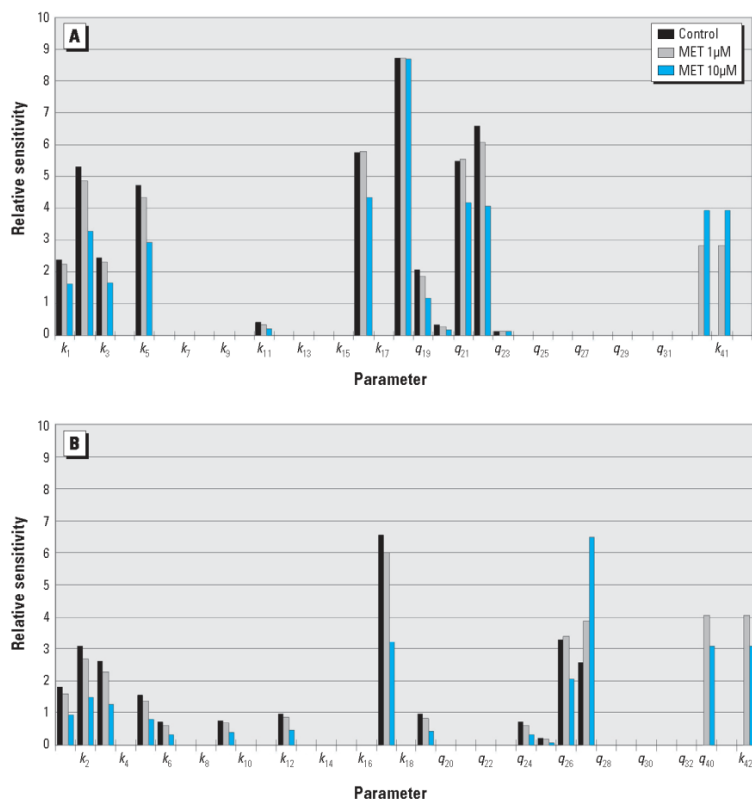 A
Control
MET 1µM
MET 10µM
Relative sensitivity
10
9
8
7
6
5
4
3
2
1
0
k1 k3 k5 k7 k9 k11 k13 k15 k17 q19 q21 q23 q25 q27 q29 q31 k41
Parameter
B
Relative sensitivity
10
9
8
7
6
5
4
3
2
1
0
k2 k4 k6 k8 k10 k12 k14 k16 k18 q20 q22 q24 q26 q28 q30 q32 q40 k42
Parameter